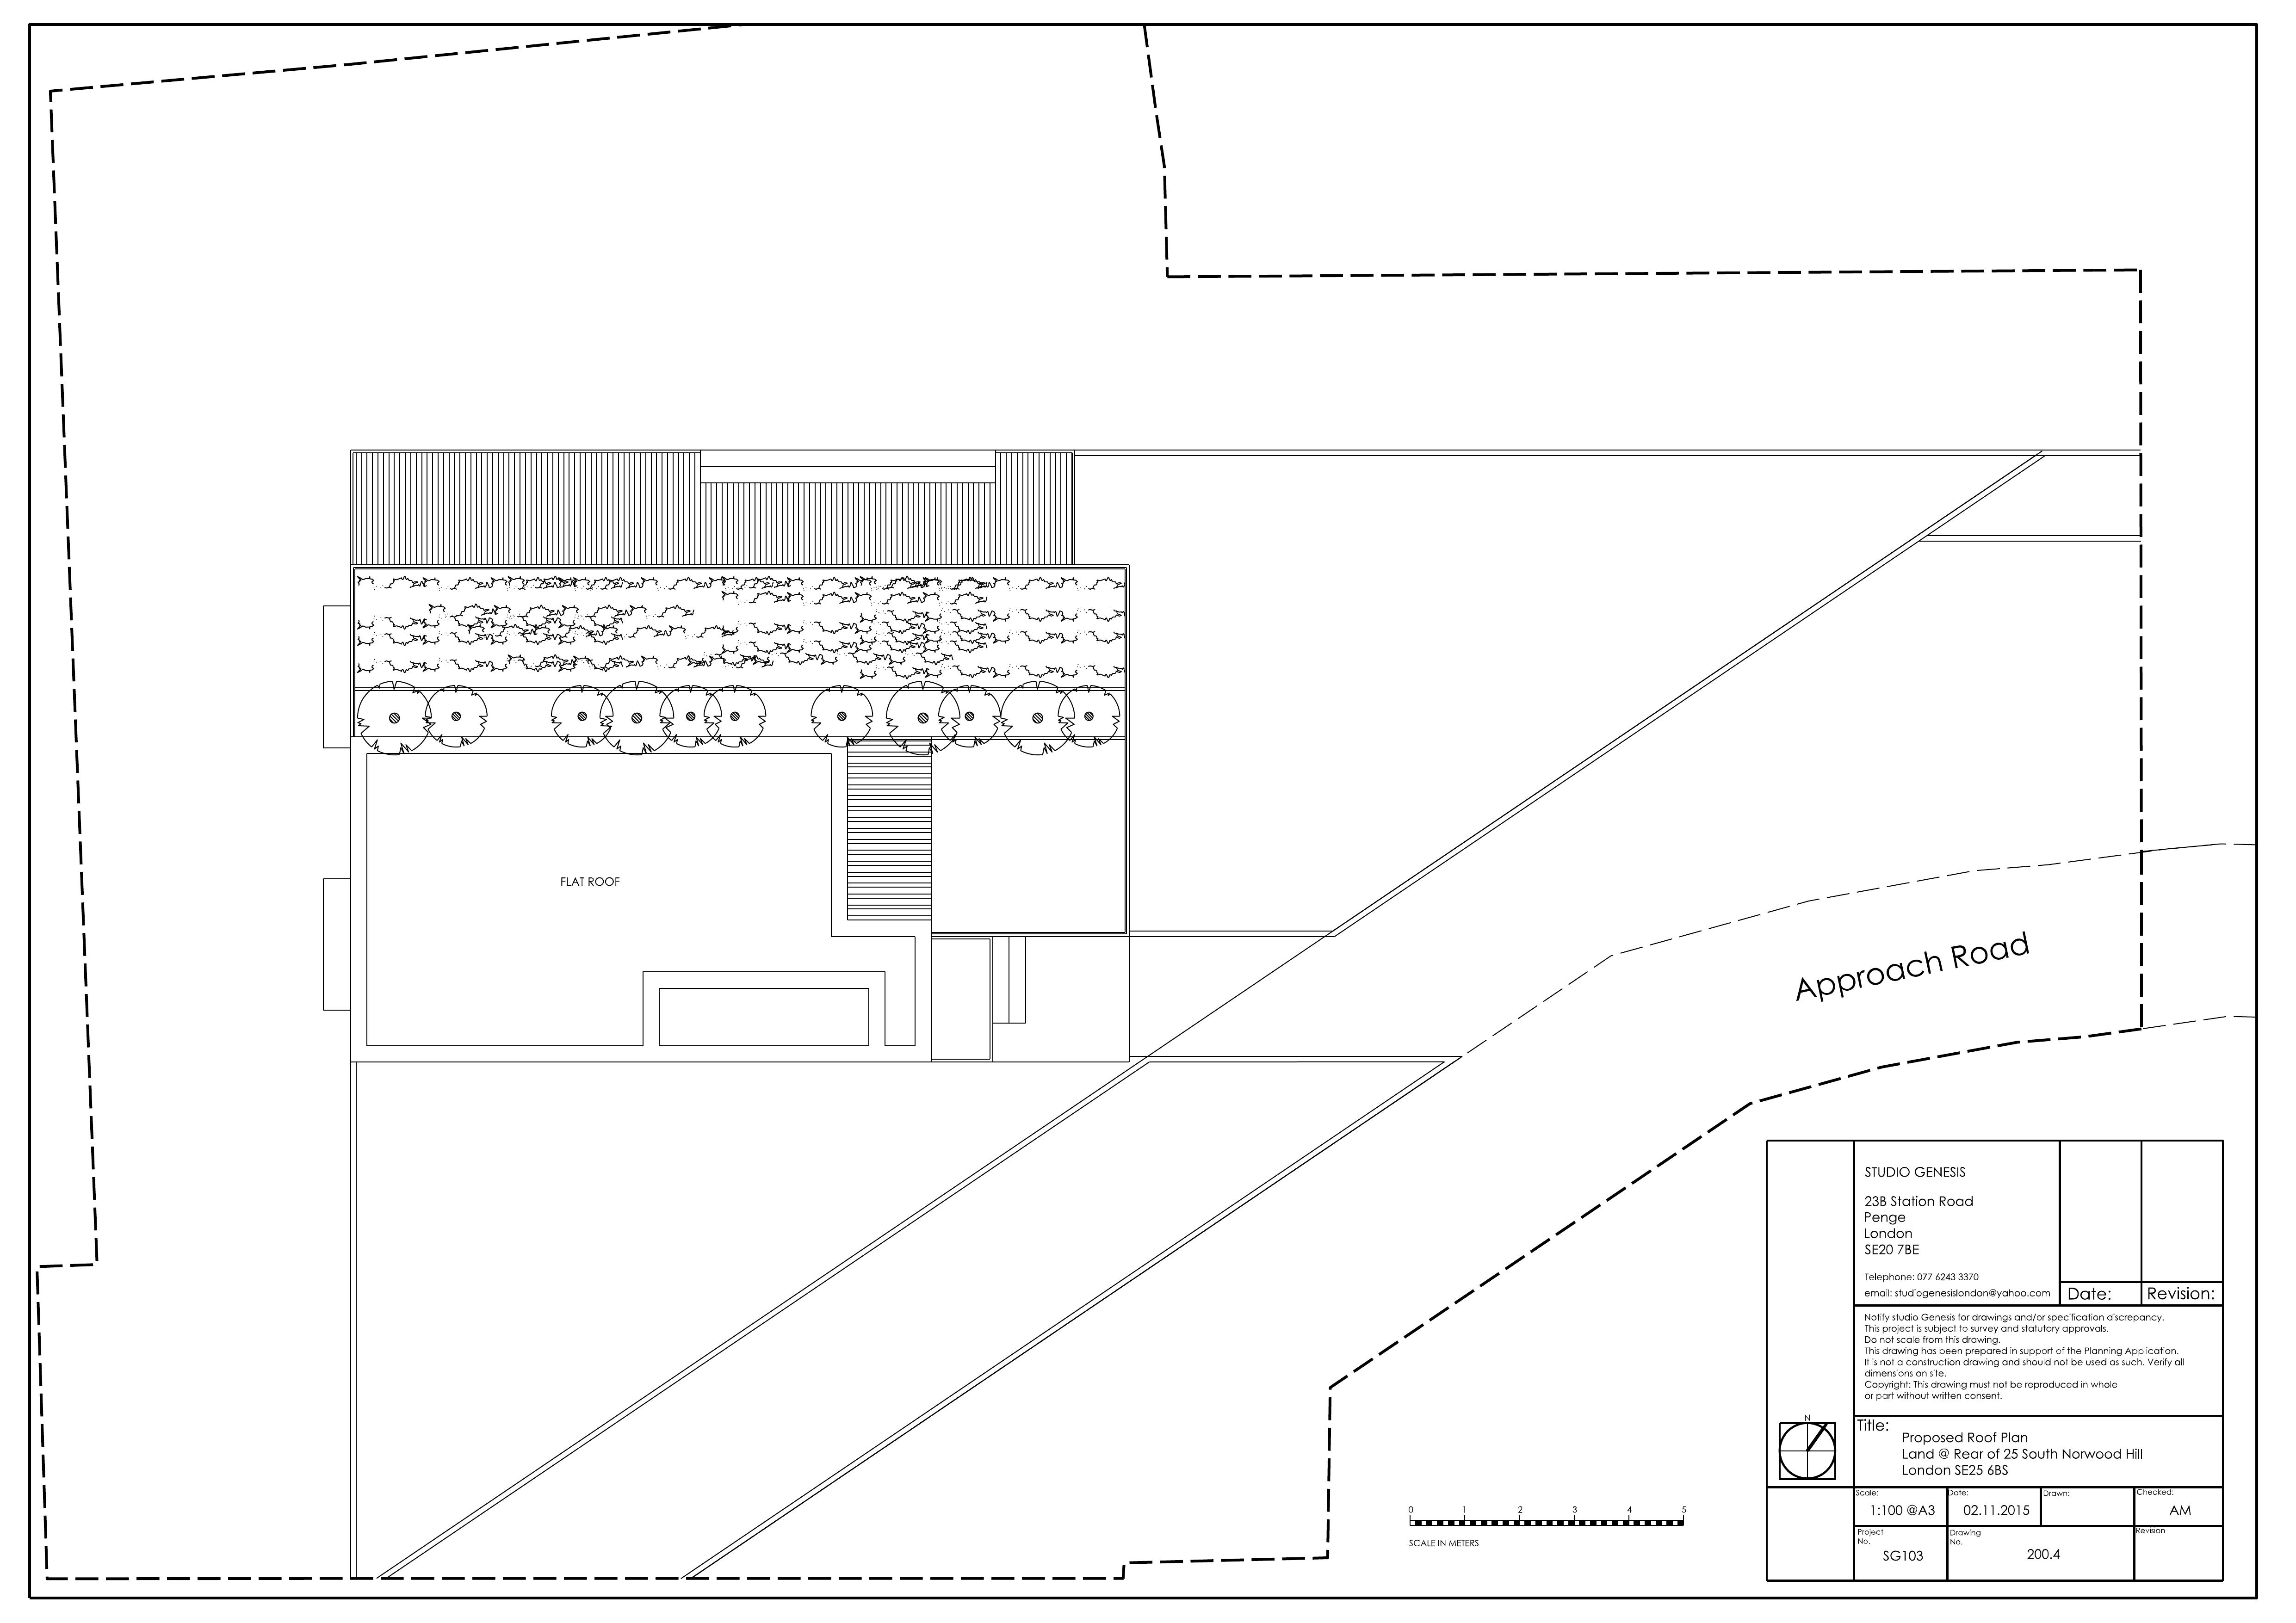 FLAT ROOF
Approach Road
STUDIO GENESIS
23B Station Road
Penge
London
SE20 7BE
Telephone: 077 6243 3370
email: studiogenesislondon@yahoo.com
Date:
Revision:
Notify studio Genesis for drawings and/or specification discrepancy.
This project is subject to survey and statutory approvals.
Do not scale from this drawing.
This drawing has been prepared in support of the Planning Application.
It is not a construction drawing and should not be used as such. Verify all
dimensions on site.
Copyright: This drawing must not be reproduced in whole
or part without written consent.
N
Title:
Proposed Roof Plan
Land @ Rear of 25 South Norwood Hill
London SE25 6BS
Scale:
1:100 @A3
Date:
02.11.2015
Drawn:
Checked:
AM
Project
No.
SG103
Drawing
No.
200.4
Revision
0 1 2 3 4 5
SCALE IN METERS